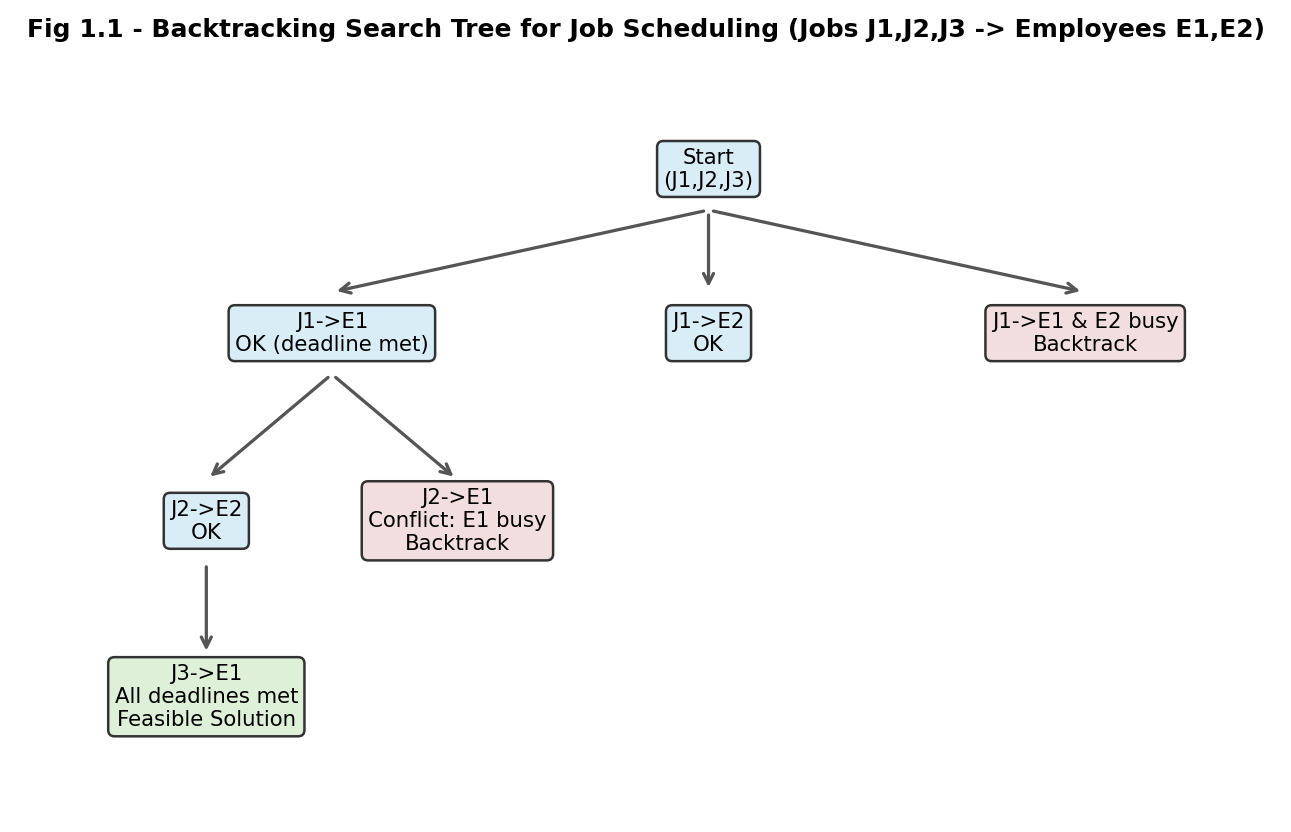 Fig 1.1 - Backtracking Search Tree for Job Scheduling (Jobs J1,J2,J3 -> Employees E1,E2)
Start
(J1,J2,J3)
J1->E1
OK (deadline met)
J1->E2
OK
J1->E1 & E2 busy
Backtrack
J2->E2
OK
J2->E1
Conflict: E1 busy
Backtrack
J3->E1
All deadlines met
Feasible Solution